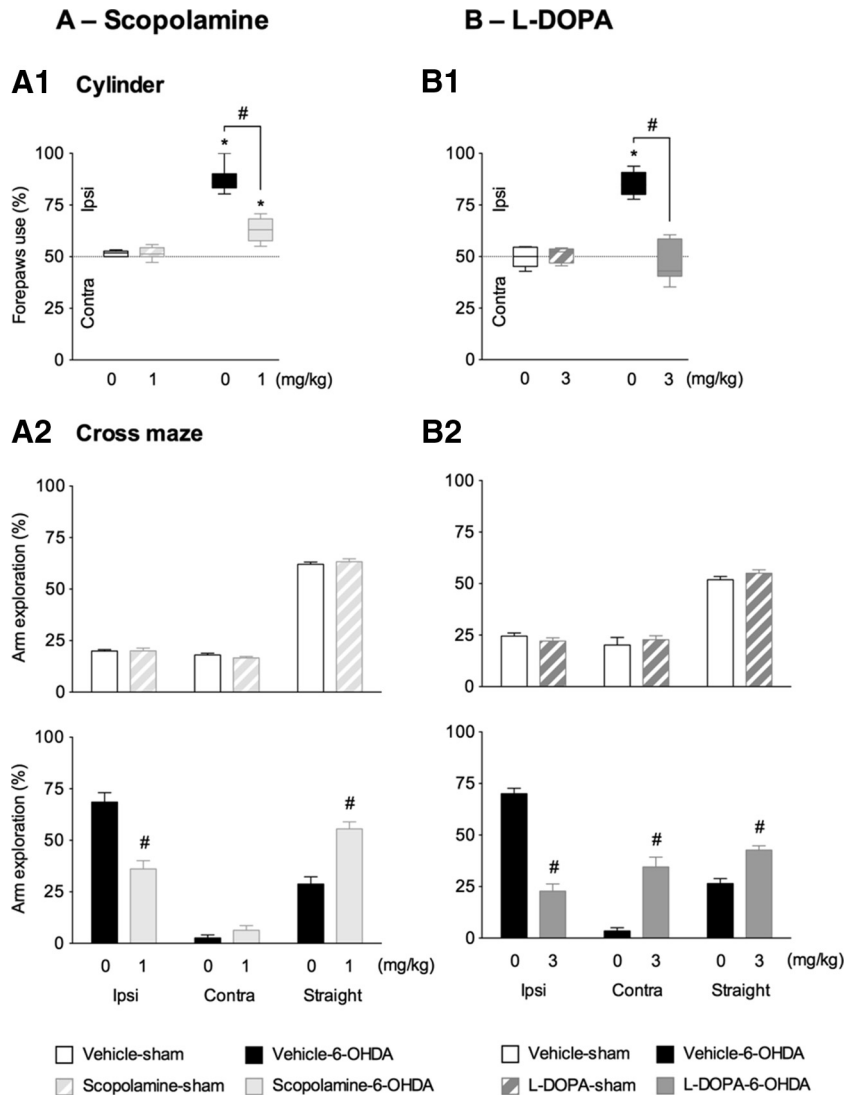 A – Scopolamine
B – L-DOPA
A1 Cylinder
B1
#
*
*
100
75
50
25
0
Forepaws use (%)
Ipsi
Contra
0 1 0 1 (mg/kg)
#
*
100
75
50
25
0
Ipsi
Contra
0 3 0 3 (mg/kg)
A2 Cross maze
B2
100
75
50
25
0
Arm exploration (%)
100
75
50
25
0
100
75
50
25
0
Arm exploration (%)
#
#
0 1 0 1 0 1 (mg/kg)
Ipsi Contra Straight
100
75
50
25
0
#
#
#
0 3 0 3 0 3 (mg/kg)
Ipsi Contra Straight
Vehicle-sham Vehicle-6-OHDA
Scopolamine-sham Scopolamine-6-OHDA
Vehicle-sham Vehicle-6-OHDA
L-DOPA-sham L-DOPA-6-OHDA